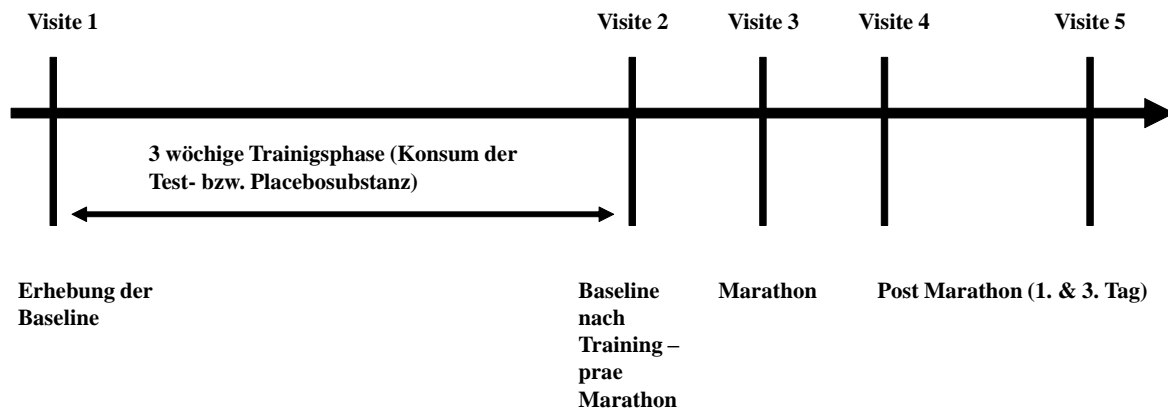 Visite 1
Visite 2
Visite 3
Visite 4
Visite 5
3 wöchige Trainigsphase (Konsum der
Test- bzw. Placebosubstanz)
Erhebung der
Baseline
Baseline
nach
Training –
prae
Marathon
Marathon
Post Marathon (1. & 3. Tag)